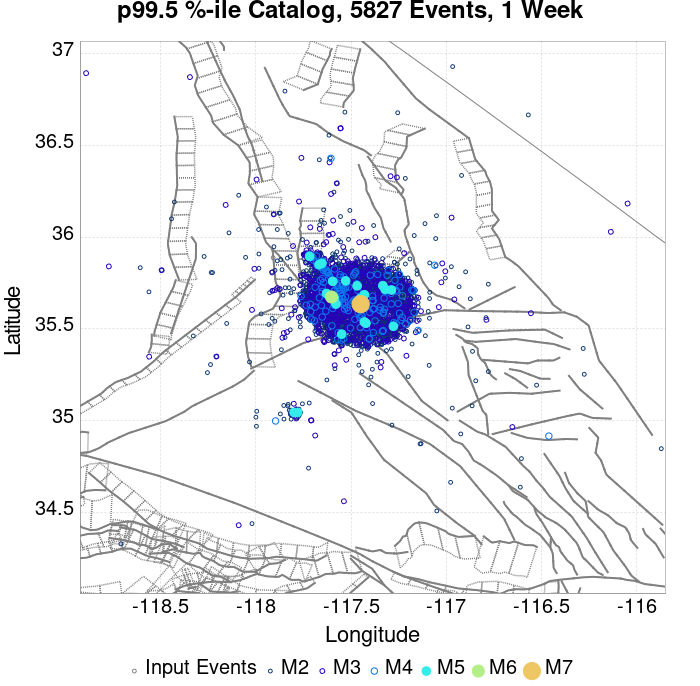 p99.5 %-ile Catalog, 5827 Events, 1 Week
37
36.5
36
35.5
35
34.5
Latitude
-118.5 -118 -117.5 -117 -116.5 -116
Longitude
Input Events M2 M3 M4 M5 M6 M7